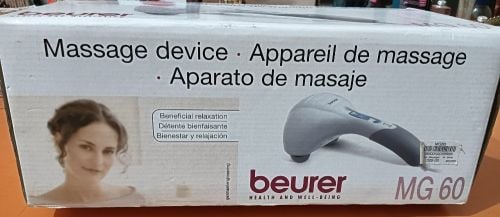 Massage device · Appareil de massage
· Aparato de masaje
Beneficial relaxation
Détente bienfaisante
Bienestar y relajación
beurer
HEALTH AND WELL-BEING
MG 60